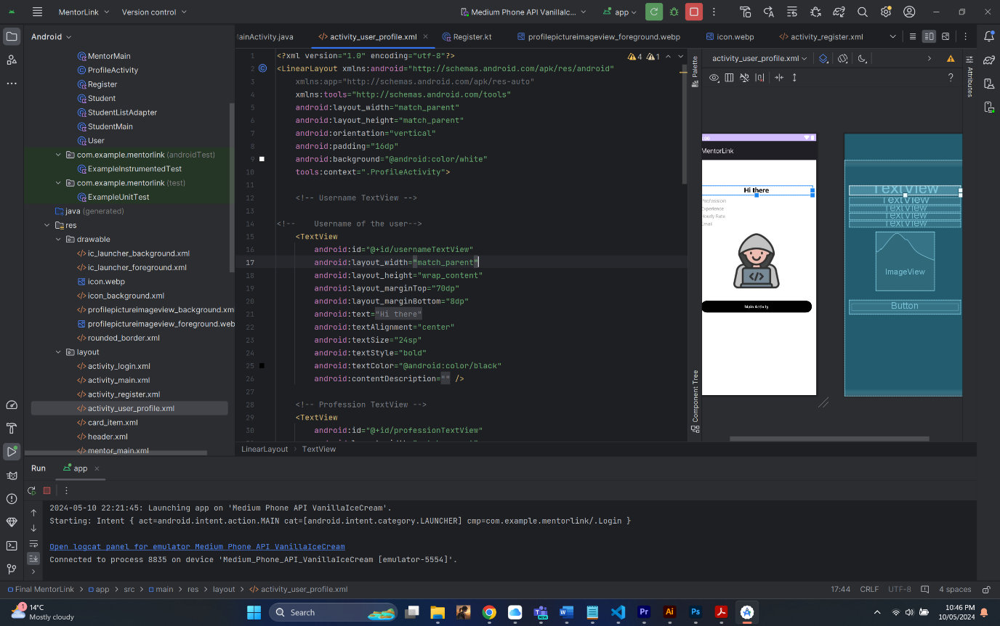 MentorLink
Version control
Medium Phone API Vanillalc...
app
Android
MainActivity.java
activity_user_profile.xml
Register.kt
profilepictureimageview_foreground.webp
icon.webp
activity_register.xml
MentorMain
ProfileActivity
Register
Student
StudentListAdapter
StudentMain
User
com.example.mentorlink (androidTest)
ExampleInstrumentedTest
com.example.mentorlink (test)
ExampleUnitTest
java (generated)
res
drawable
ic_launcher_background.xml
ic_launcher_foreground.xml
icon.webp
icon_background.xml
profilepictureimageview_background.xm
profilepictureimageview_foreground.web
rounded_border.xml
layout
activity_login.xml
activity_main.xml
activity_register.xml
activity_user_profile.xml
card_item.xml
header.xml
mentor_main.xml
4 1
1 <?xml version="1.0" encoding="utf-8"?>
2 <LinearLayout xmlns:android="http://schemas.android.com/apk/res/android"
3 xmlns:app="http://schemas.android.com/apk/res-auto"
4 xmlns:tools="http://schemas.android.com/tools"
5 android:layout_width="match_parent"
6 android:layout_height="match_parent"
7 android:orientation="vertical"
8 android:padding="16dp"
9 android:background="@android:color/white"
10 tools:context=".ProfileActivity">
11
12 <!-- Username TextView -->
13
14 <!-- Username of the user-->
15 <TextView
16 android:id="@+id/usernameTextView"
17 android:layout_width="match_parent"
18 android:layout_height="wrap_content"
19 android:layout_marginTop="70dp"
20 android:layout_marginBottom="8dp"
21 android:text="Hi there"
22 android:textAlignment="center"
23 android:textSize="24sp"
24 android:textStyle="bold"
25 android:textColor="@android:color/black"
26 android:contentDescription="" />
27
28 <!-- Profession TextView -->
29 <TextView
30 android:id="@+id/professionTextView"
LinearLayout > TextView
Palette
Component Tree
activity_user_profile.xml
Attributes
MentorLink
Hi there
Profession
Experience
Hourly Rate
Email
Main Activity
TextView
TextView
TextView
TextView
TextView
ImageView
Button
Run
app
2024-05-10 22:21:45: Launching app on 'Medium Phone API VanillaIceCream'.
Starting: Intent { act=android.intent.action.MAIN cat=[android.intent.category.LAUNCHER] cmp=com.example.mentorlink/.Login }
Open logcat panel for emulator Medium Phone API VanillaIceCream
Connected to process 8835 on device 'Medium_Phone_API_VanillaIceCream [emulator-5554]'.
Final MentorLink > app > src > main > res > layout > activity_user_profile.xml
17:44 CRLF UTF-8 4 spaces
1
14°C
Mostly cloudy
Search
NEW
Pr
Ai
Ps
10:46 PM
10/05/2024